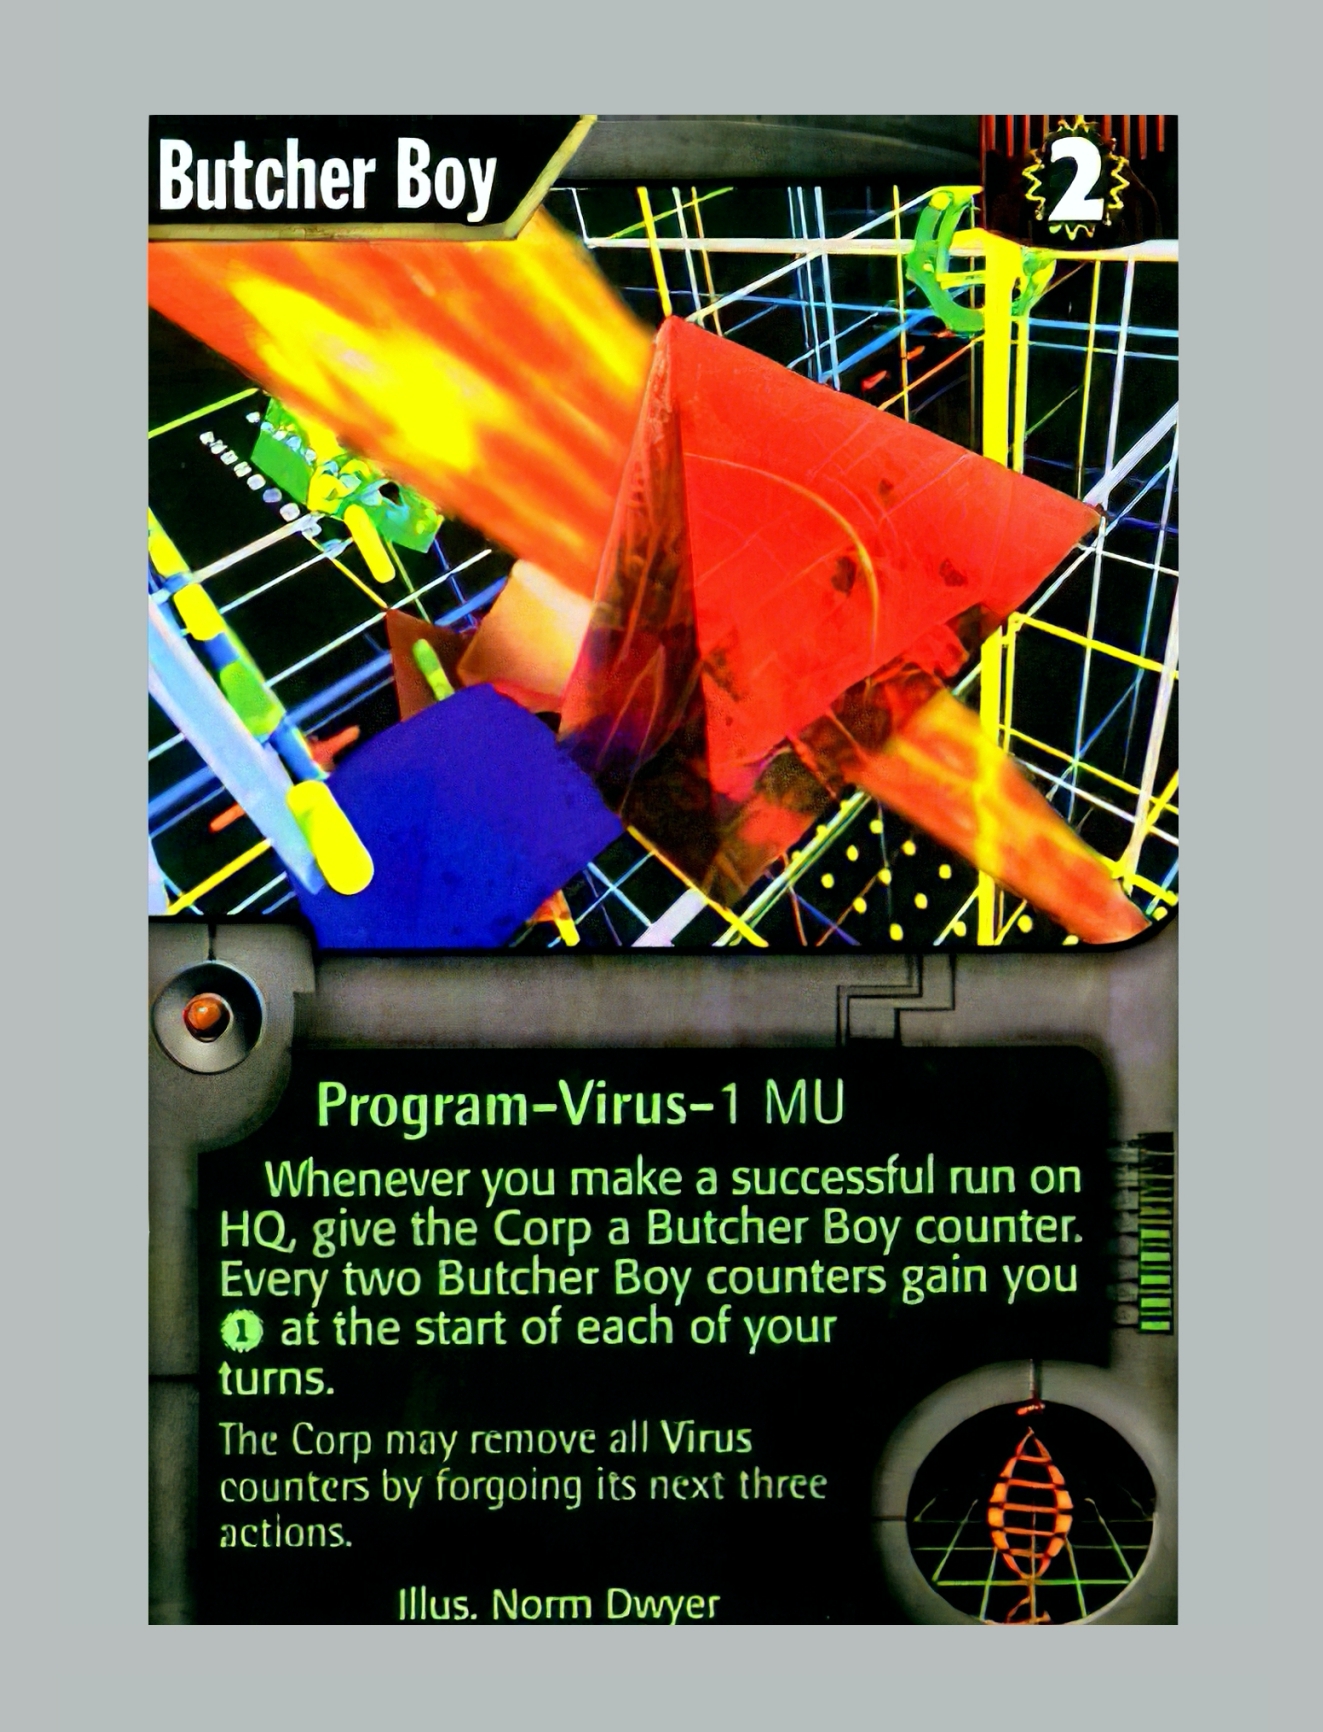 Butcher Boy
2
Program-Virus-1 MU
Whenever you make a successful run on
HQ, give the Corp a Butcher Boy counter.
Every two Butcher Boy counters gain you
1 at the start of each of your
turns.
The Corp may remove all Virus
counters by forgoing its next three
actions.
Illus. Norm Dwyer